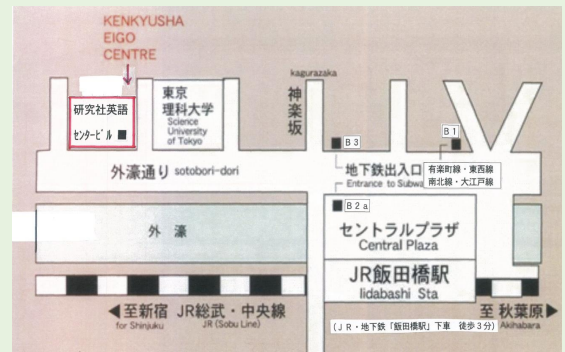 KENKYUSHA
EIGO
CENTRE
研究社英語
センタービル
東京
理科大学
Science
University
of Tokyo
kagurazaka
神楽坂
B3
B1
地下鉄出入口
Entrance to Subwa
有楽町線・東西線
南北線・大江戸線
外濠通り sotobori-dori
B2a
外濠
セントラルプラザ
Central Plaza
JR飯田橋駅
Iidabashi Sta
至新宿 JR総武・中央線
for Shinjuku JR (Sobu Line)
(JR・地下鉄「飯田橋駅」下車 徒歩3分)
至 秋葉原
Akihabara